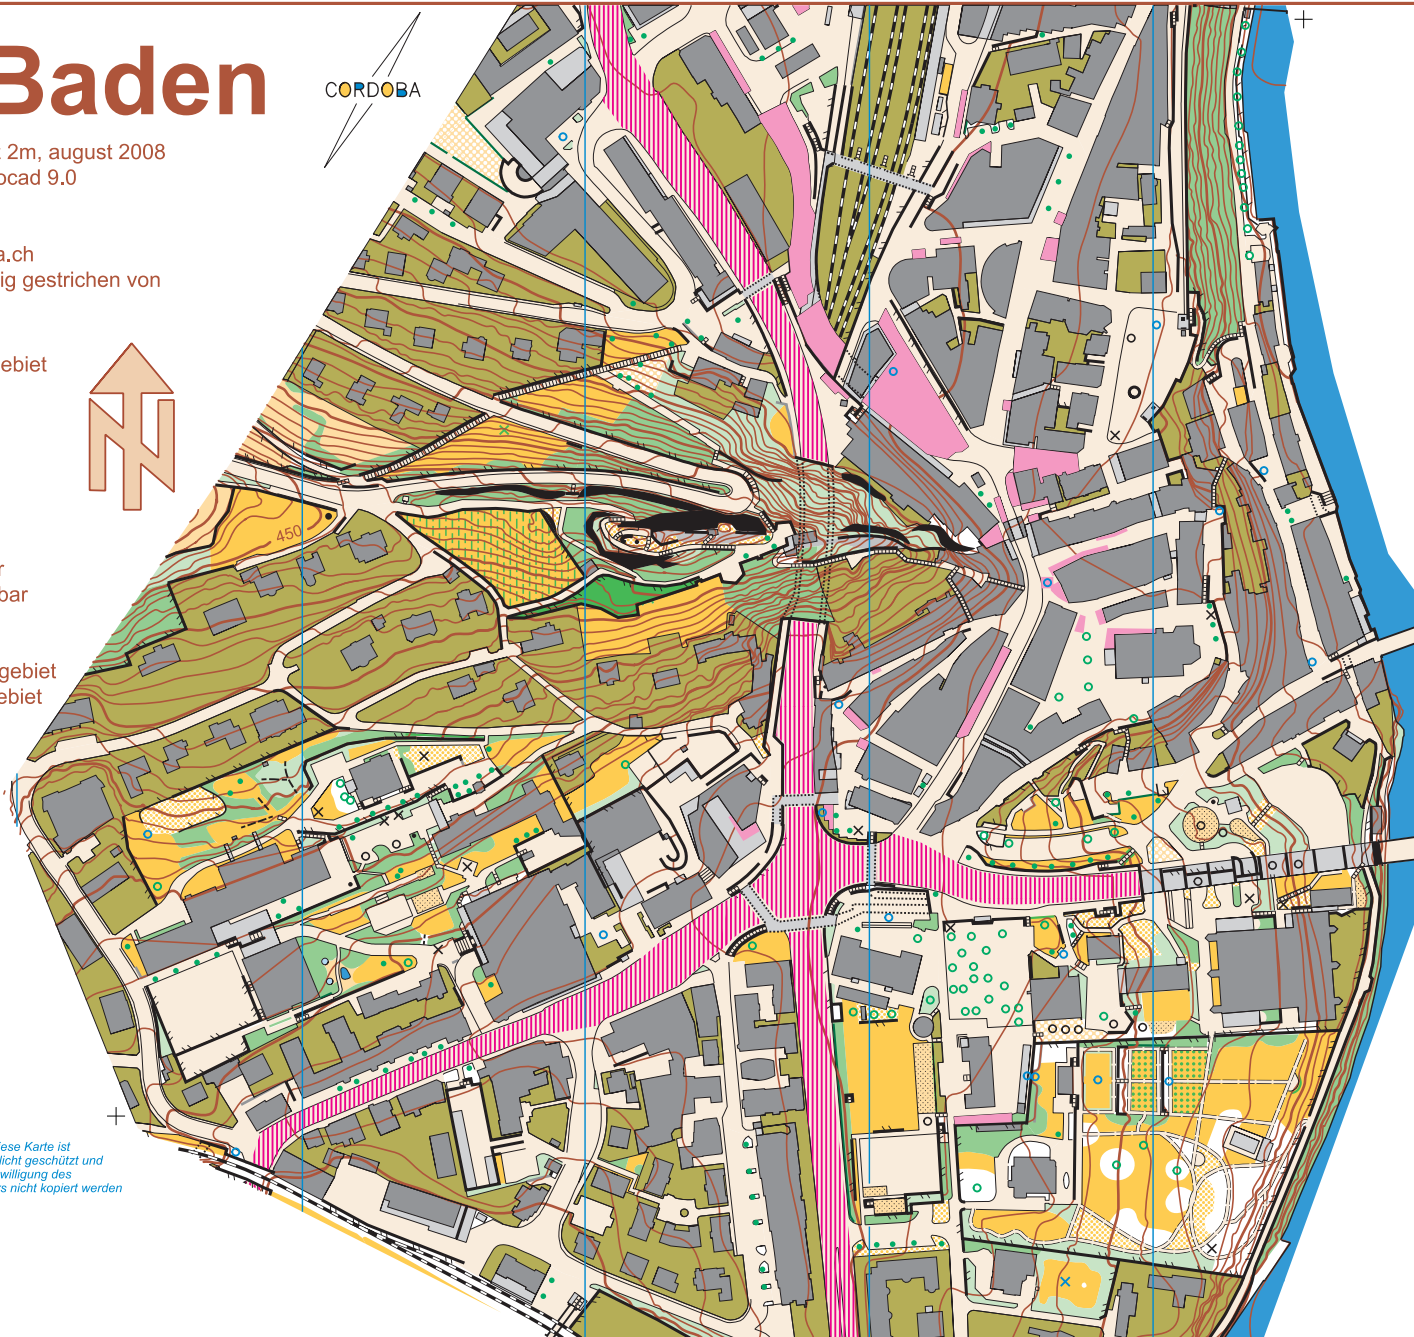 Baden
CORDOBA
2m, august 2008
ocad 9.0
a.ch
ig gestrichen von
ebiet
450
r
bar
gebiet
ebiet
iese Karte ist
licht geschützt und
willigung des
s nicht kopiert werden